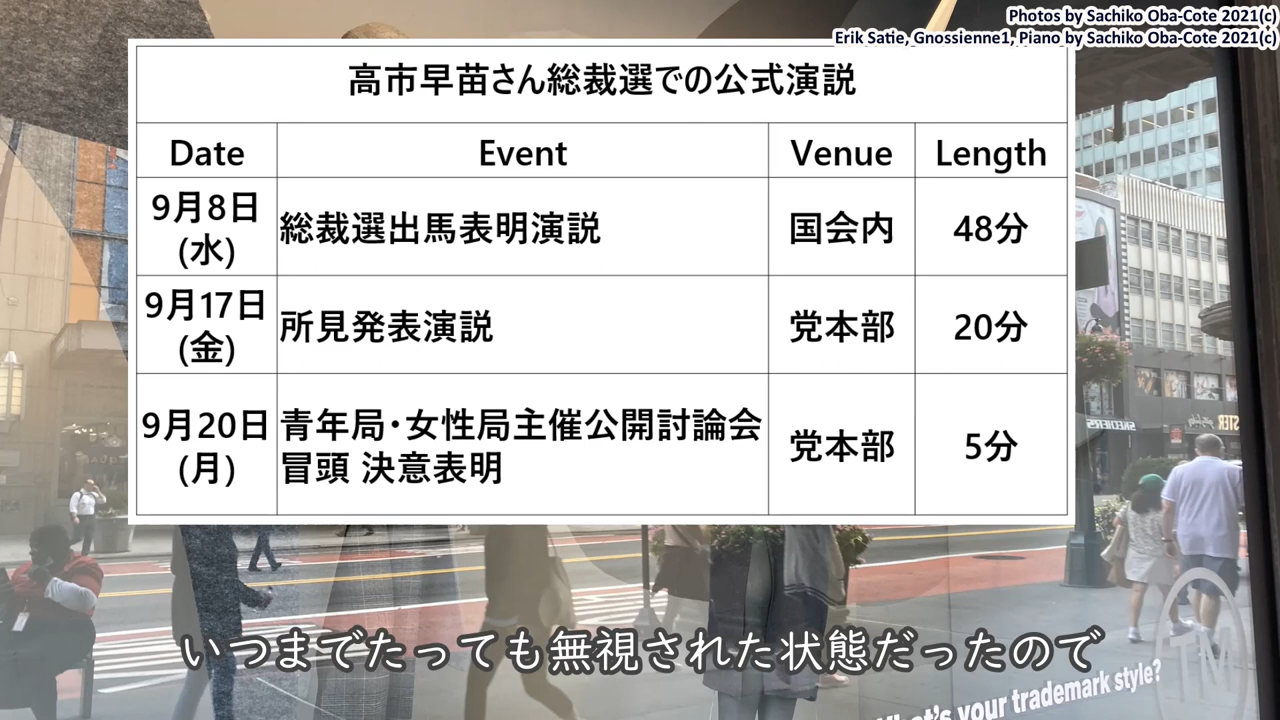 Photos by Sachiko Oba-Cote 2021(c)
Erik Satie, Gnossienne1, Piano by Sachiko Oba-Cote 2021(c)
高市早苗さん総裁選での公式演説
Date Event Venue Length
9月8日
(水)
総裁選出馬表明演説 国会内 48分
9月17日
(金)
所見発表演説 党本部 20分
9月20日
(月)
青年局・女性局主催公開討論会
冒頭 決意表明
党本部 5分
SKECHERS
いつまでたっても無視された状態だったので
What's your trademark style?
TM